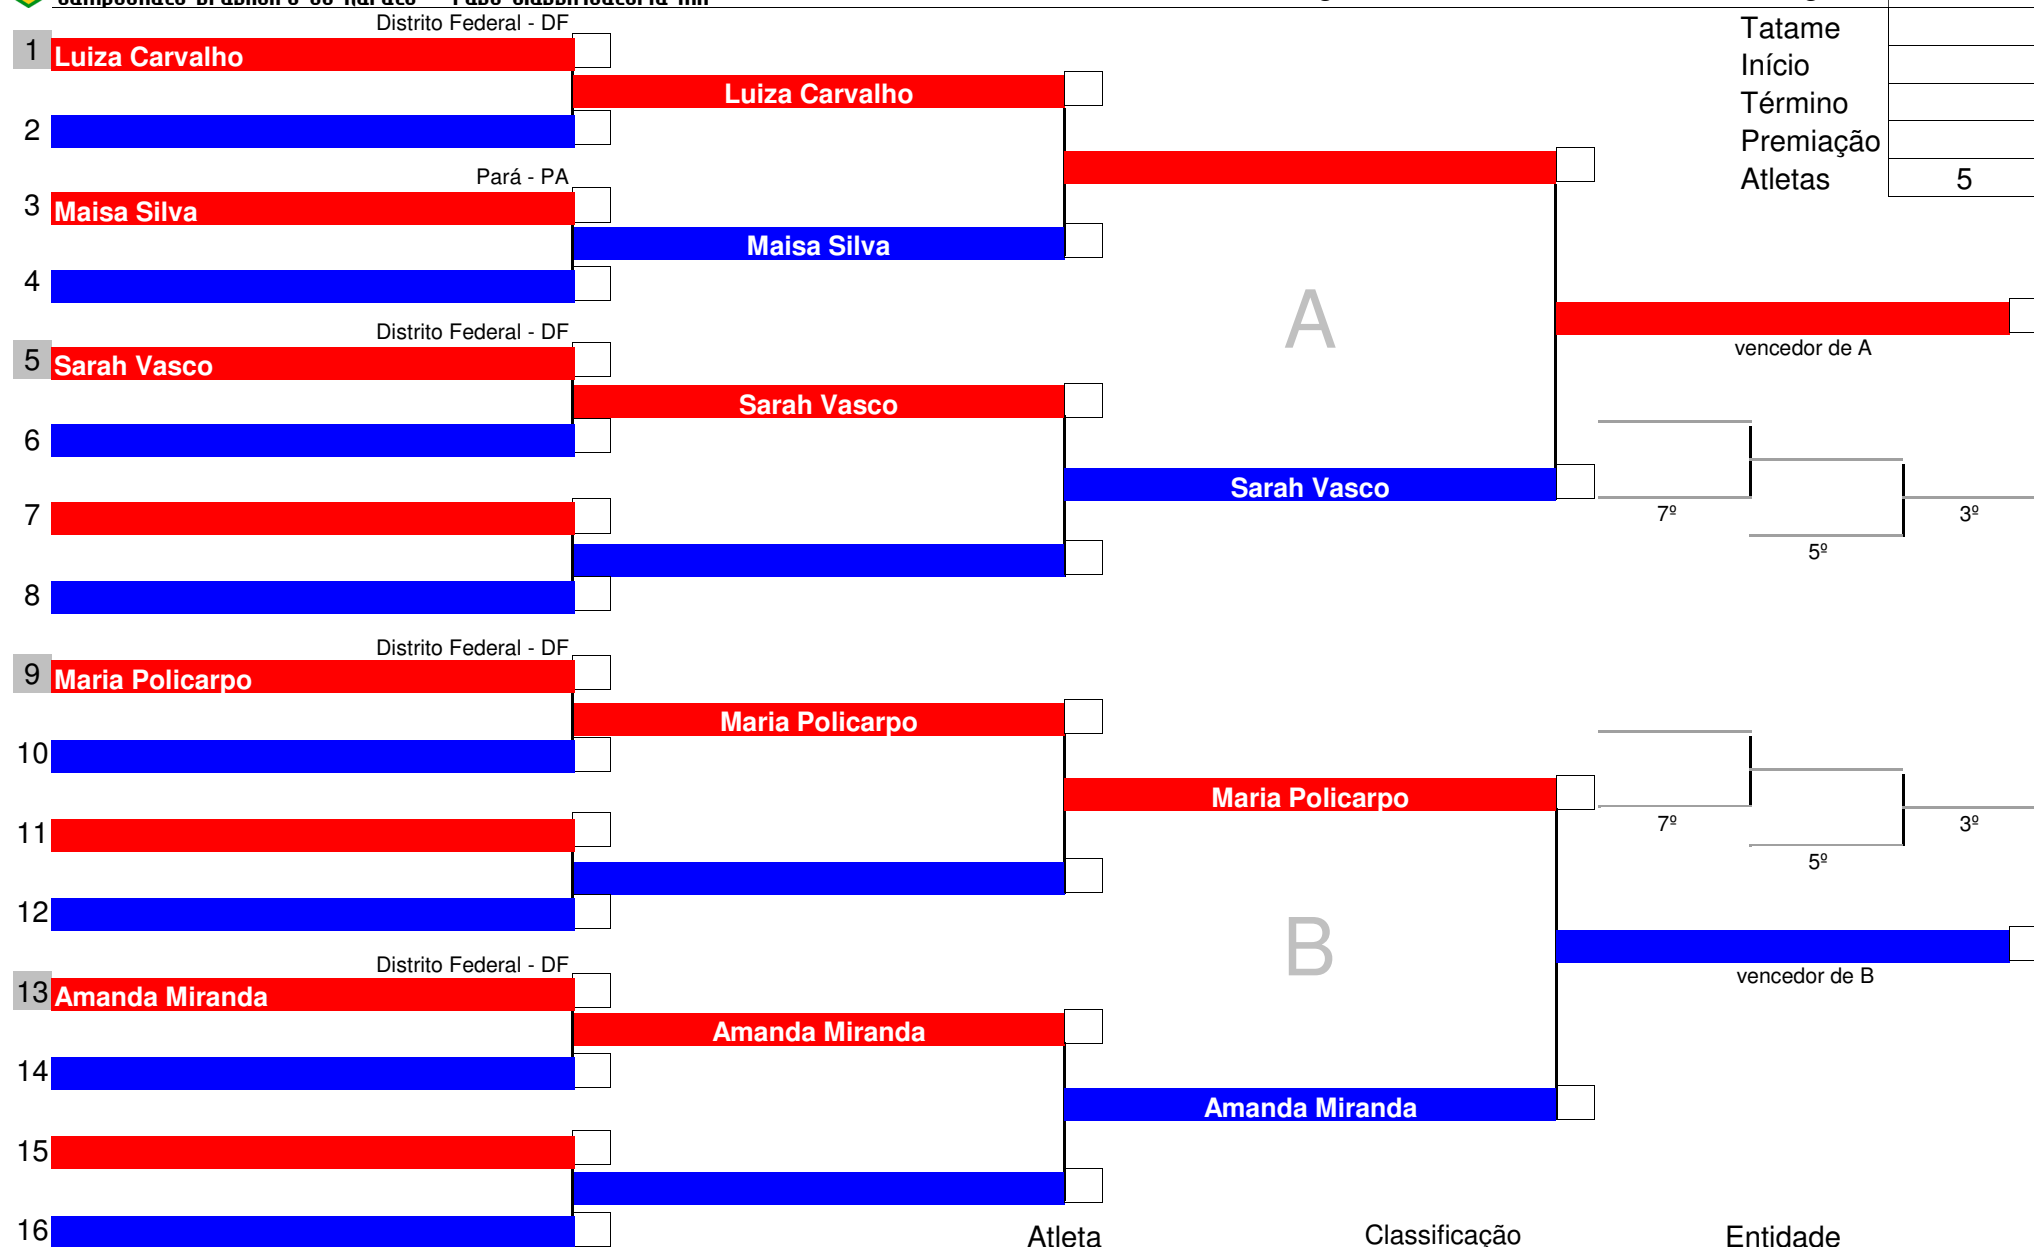 Tatame
Início
Término
Premiação
Atletas 5
Distrito Federal - DF
1 Luiza Carvalho
Luiza Carvalho
2
Pará - PA
3 Maisa Silva
Maisa Silva
4
A
Distrito Federal - DF
vencedor de A
5 Sarah Vasco
Sarah Vasco
6
Sarah Vasco
7
7º
3º
5º
8
Distrito Federal - DF
9 Maria Policarpo
Maria Policarpo
10
Maria Policarpo
11
7º
3º
5º
12
B
Distrito Federal - DF
vencedor de B
13 Amanda Miranda
Amanda Miranda
14
Amanda Miranda
15
16
Atleta Classificação Entidade